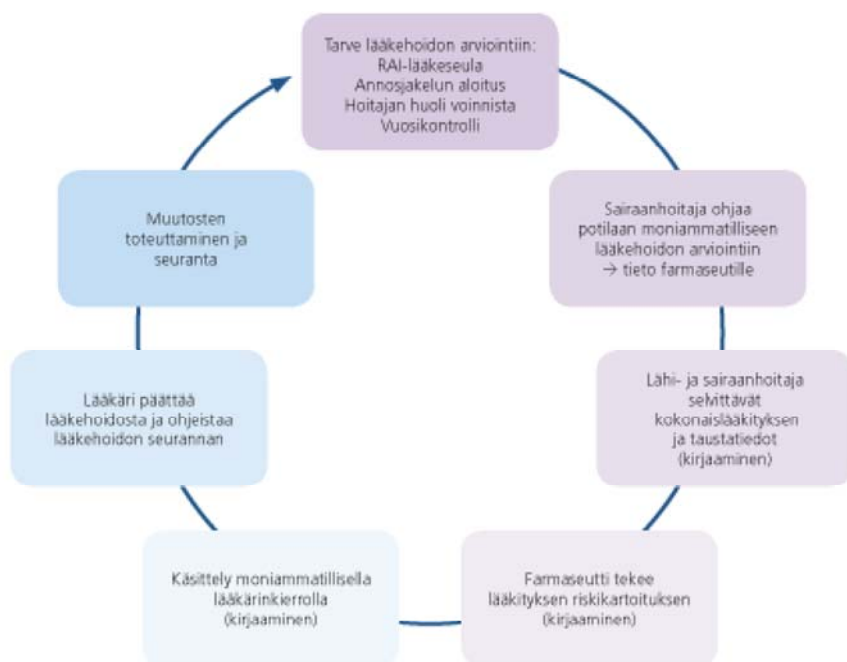 Tarve lääkehoidon arviointiin:
RAI-lääkeseula
Annosjakelun aloitus
Hoitajan huoli voinnista
Vuosikontrolli
Sairaanhoitaja ohjaa
potilaan moniammatilliseen
lääkehoidon arviointiin
→ tieto farmaseutille
Lähi- ja sairaanhoitaja
selvittävät
kokonaislääkityksen
ja taustatiedot
(kirjaaminen)
Farmaseutti tekee
lääkityksen riskikartoituksen
(kirjaaminen)
Käsittely moniammatillisella
lääkärinkierrolla
(kirjaaminen)
Lääkäri päättää
lääkehoidosta ja ohjeistaa
lääkehoidon seurannan
Muutosten
toteuttaminen ja
seuranta